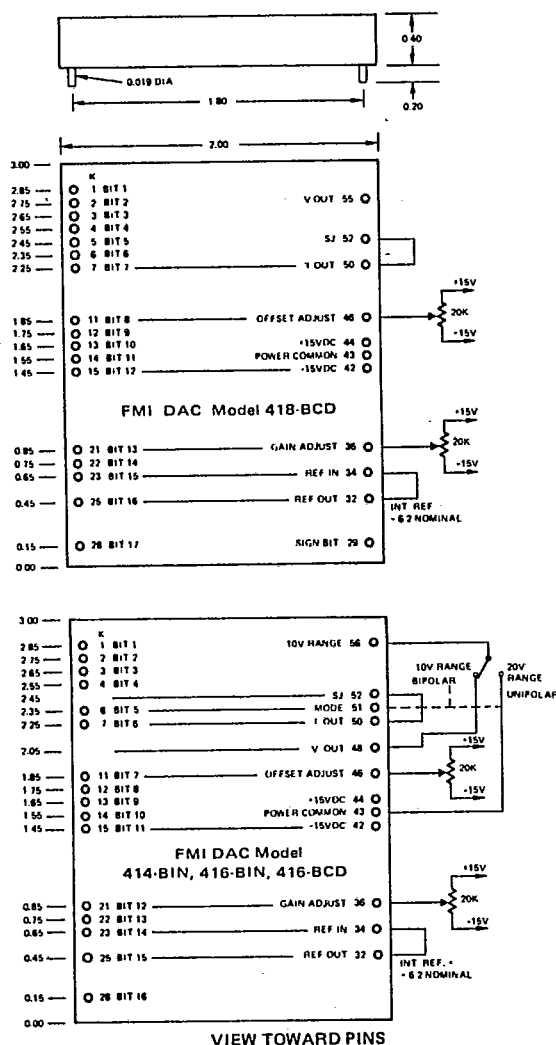 0.40
0.019 DIA
1.80
0.20
2.00
3.00
K
2.85 1 BIT 1 V OUT 55
2.75 2 BIT 2
2.65 3 BIT 3
2.55 4 BIT 4
2.45 5 BIT 5 SJ 52
2.35 6 BIT 6
2.25 7 BIT 7 I OUT 50
+15V
1.85 11 BIT 8 OFFSET ADJUST 46 20K
1.75 12 BIT 9
-15V
1.65 13 BIT 10 +15VDC 44
1.55 14 BIT 11 POWER COMMON 43
1.45 15 BIT 12 -15VDC 42
FMI DAC Model 418-BCD
+15V
0.85 21 BIT 13 GAIN ADJUST 36 20K
0.75 22 BIT 14
-15V
0.65 23 BIT 15 REF IN 34
0.45 25 BIT 16 REF OUT 32
INT REF
- 6.2 NOMINAL
0.15 28 BIT 17 SIGN BIT 29
0.00
3.00
K
2.85 1 BIT 1 10V RANGE 56
2.75 2 BIT 2
2.65 3 BIT 3
2.55 4 BIT 4
10V RANGE
BIPOLAR
20V
RANGE
UNIPOLAR
2.45 SJ 52
2.35 6 BIT 5 MODE 51
2.25 7 BIT 6 I OUT 50
2.05 V OUT 48
+15V
1.85 11 BIT 7 OFFSET ADJUST 46 20K
1.75 12 BIT 8
-15V
1.65 13 BIT 9 +15VDC 44
1.55 14 BIT 10 POWER COMMON 43
1.45 15 BIT 11 -15VDC 42
FMI DAC Model
414-BIN, 416-BIN, 416-BCD
+15V
0.85 21 BIT 12 GAIN ADJUST 36 20K
0.75 22 BIT 13
-15V
0.65 23 BIT 14 REF IN 34
0.45 25 BIT 15 REF OUT 32
INT REF. =
- 6.2 NOMINAL
0.15 28 BIT 16
0.00
VIEW TOWARD PINS